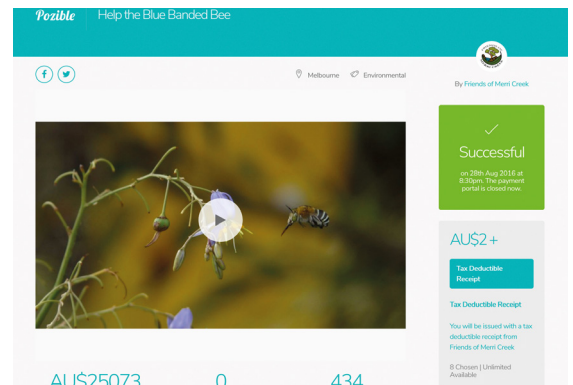 Pozible Help the Blue Banded Bee
Melbourne Environmental
By Friends of Merri Creek
Successful
on 28th Aug 2016 at
8:30pm. The payment
portal is closed now.
AU$2 +
Tax Deductible
Receipt
Tax Deductible Receipt
You will be issued with a tax
deductible receipt from
Friends of Merri Creek
8 Chosen | Unlimited
Available
AU$25073 0 434